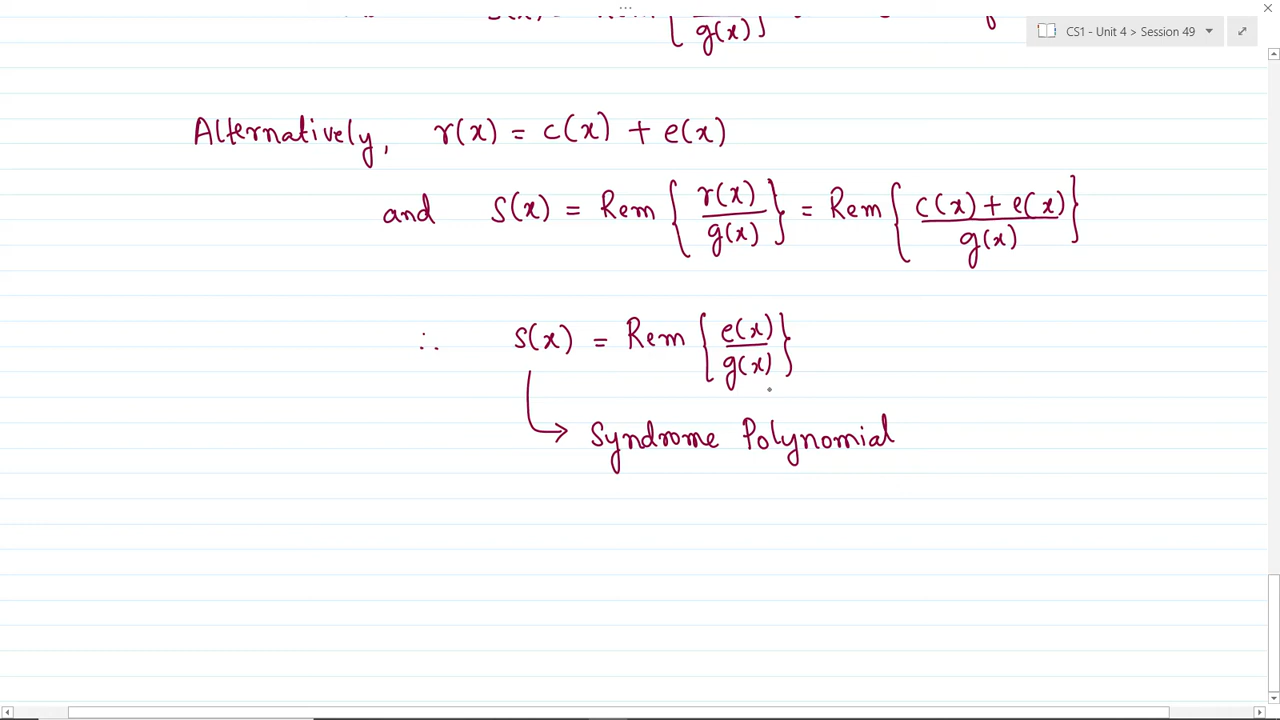 CS1 - Unit 4 > Session 49
g(x)
Alternatively, r(x) = c(x) + e(x)
and S(x) = Rem { r(x) / g(x) } = Rem { c(x) + e(x) / g(x) }
∴ S(x) = Rem { e(x) / g(x) }
Syndrome Polynomial